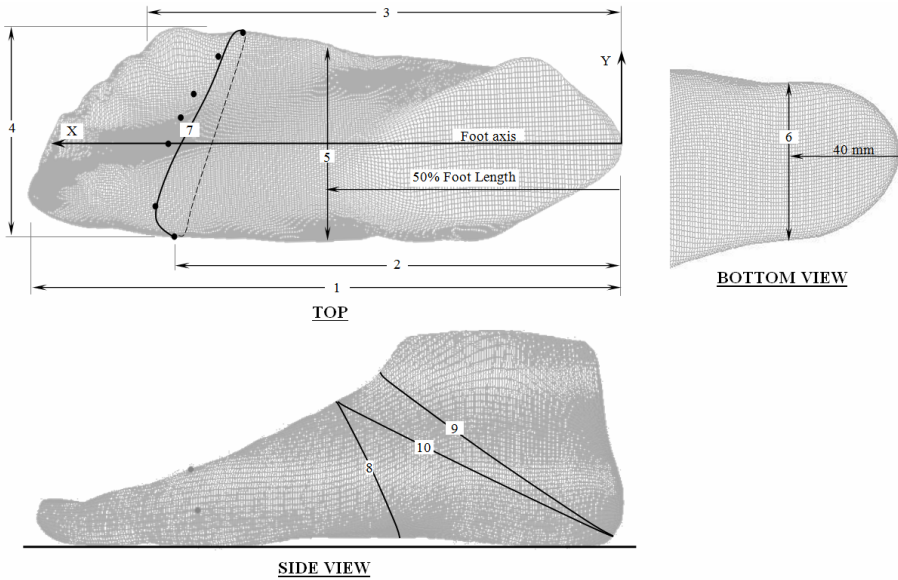 3
Y
4
7
X
Foot axis
5
50% Foot Length
2
1
TOP
6
40 mm
BOTTOM VIEW
9
10
8
SIDE VIEW